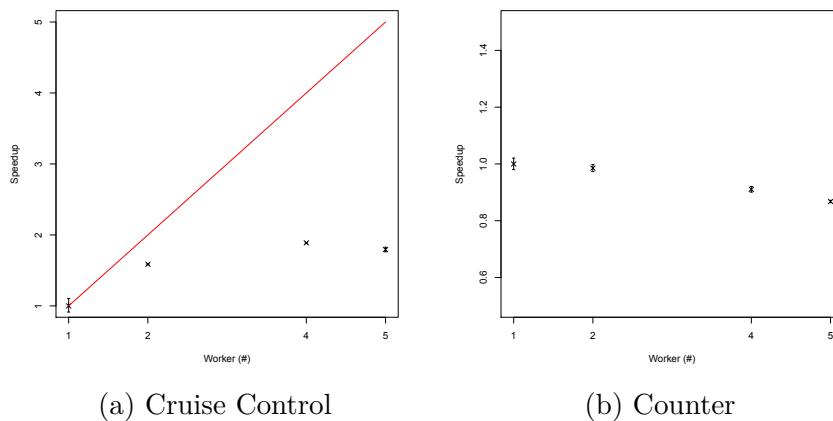 5
4
3
2
1
Speedup
1 2 4 5
Worker (#)
(a) Cruise Control
1.4
1.2
1.0
0.8
0.6
Speedup
1 2 4 5
Worker (#)
(b) Counter